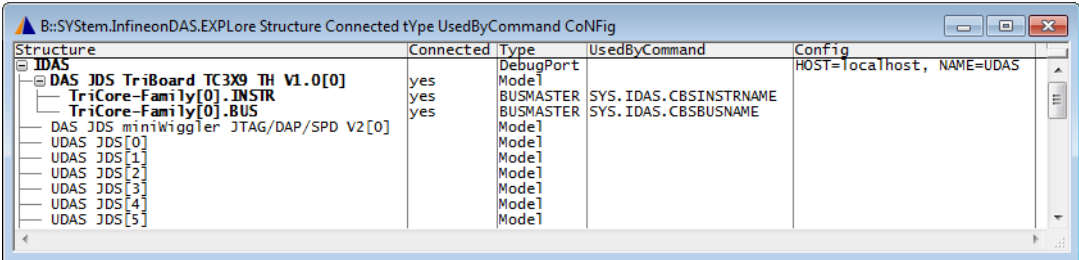 B::SYStem.InfineonDAS.EXPLore Structure Connected tYpe UsedByCommand CoNFig
Structure Connected Type UsedByCommand Config
IDAS DebugPort HOST=localhost, NAME=UDAS
DAS JDS TriBoard TC3X9 TH V1.0[0] yes Model
TriCore-Family[0].INSTR yes BUSMASTER SYS.IDAS.CBSINSTRNAME
TriCore-Family[0].BUS yes BUSMASTER SYS.IDAS.CBSBUSNAME
DAS JDS miniWiggler JTAG/DAP/SPD V2[0] Model
UDAS JDS[0] Model
UDAS JDS[1] Model
UDAS JDS[2] Model
UDAS JDS[3] Model
UDAS JDS[4] Model
UDAS JDS[5] Model